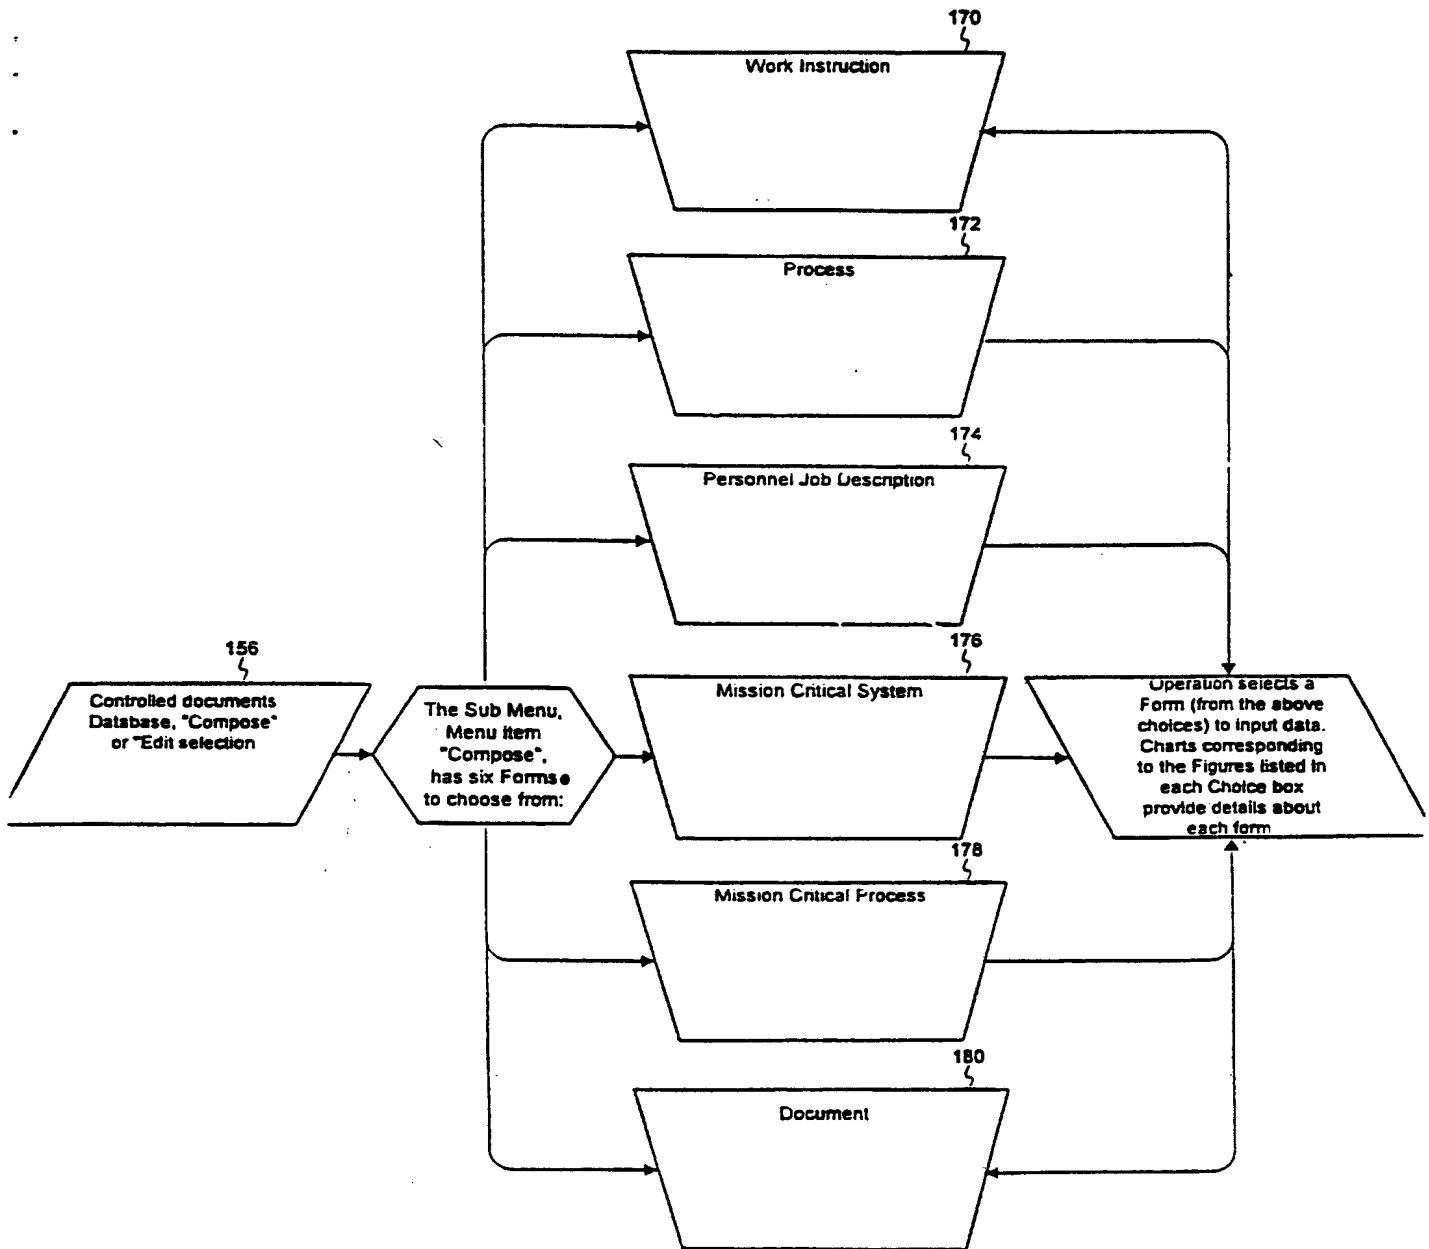 170
Work Instruction
172
Process
174
Personnel Job Description
156
Controlled documents
Database, "Compose"
or "Edit selection
The Sub Menu,
Menu Item
"Compose",
has six Forms
to choose from:
176
Mission Critical System
Operation selects a
Form (from the above
choices) to input data.
Charts corresponding
to the Figures listed in
each Choice box
provide details about
each form
178
Mission Critical Process
180
Document